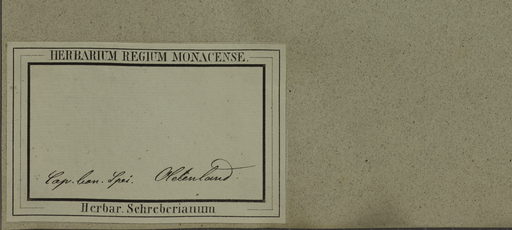 HERBARIUM REGIUM MONACENSE.
Cap. bon. Spei. Oldenland.
Herbar. Schreberianum